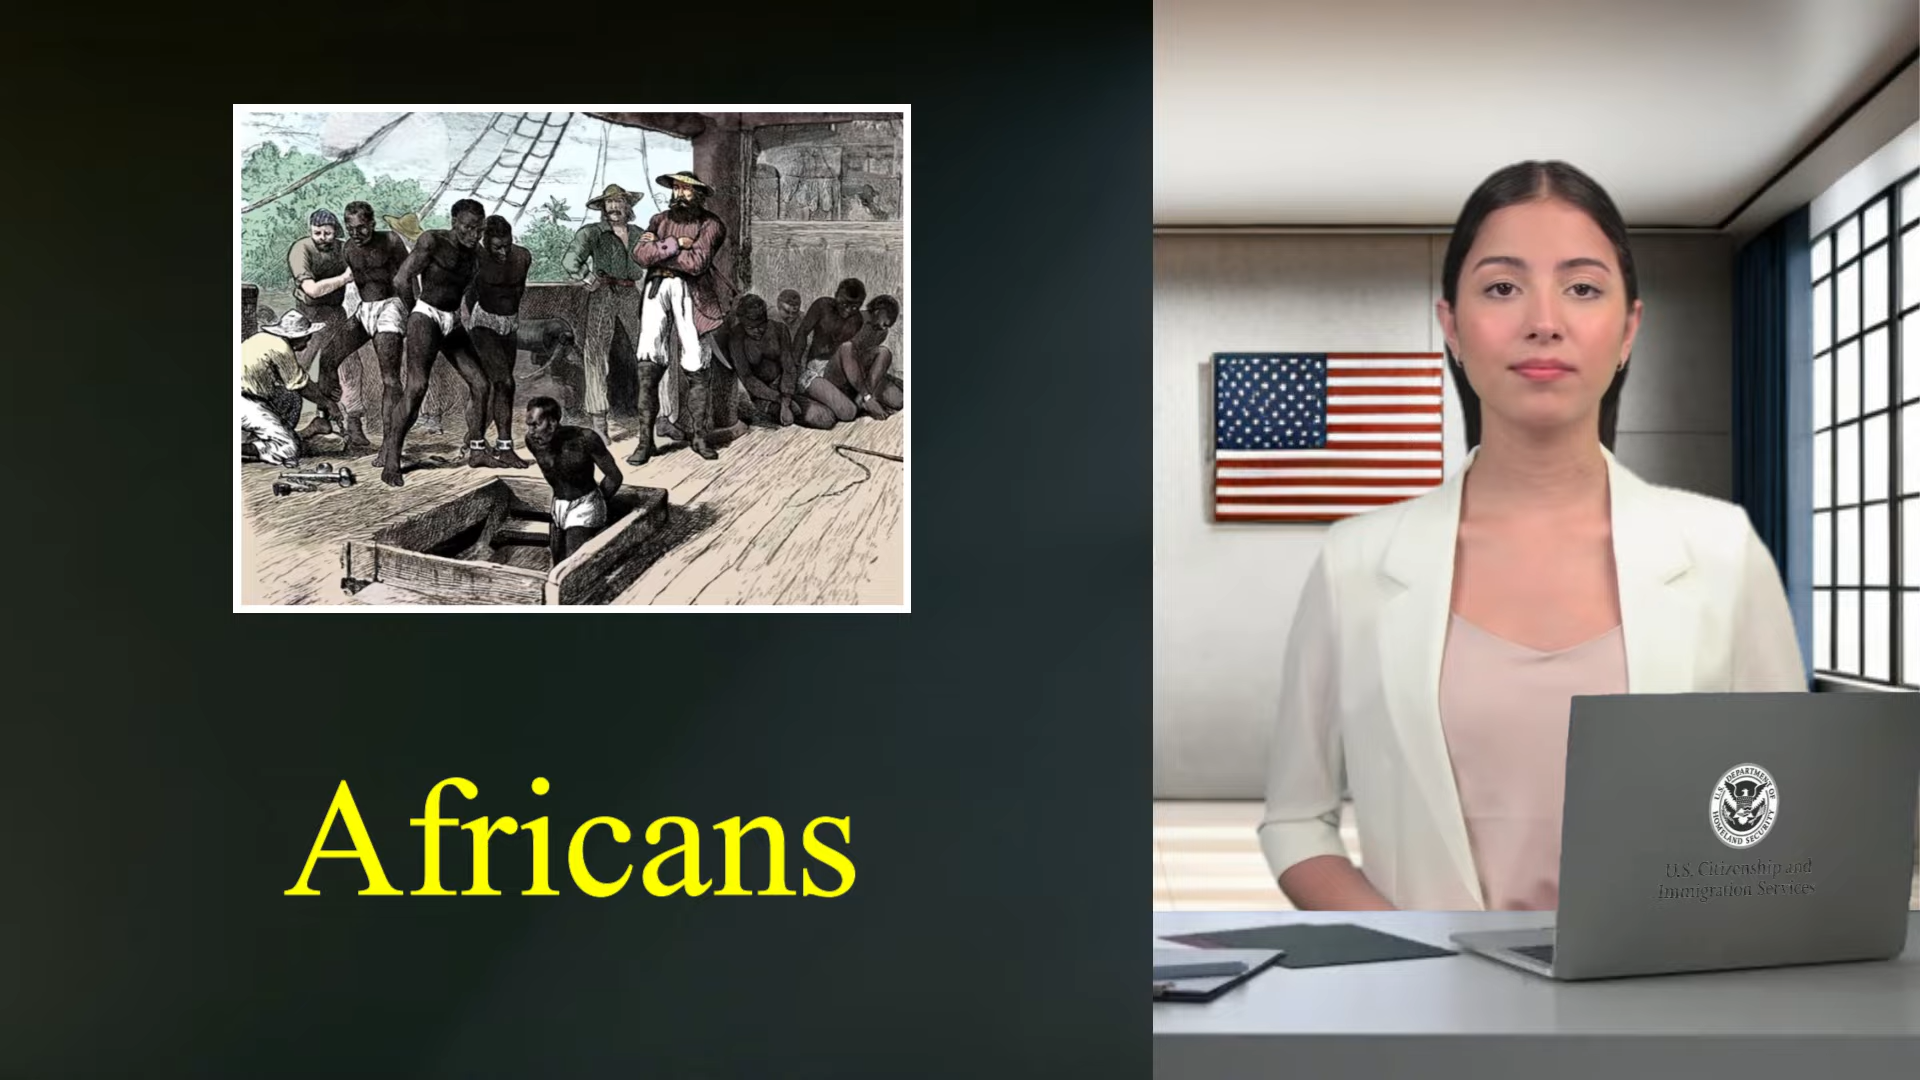 Africans
U.S. DEPARTMENT OF
HOMELAND SECURITY
U.S. Citizenship and
Immigration Services